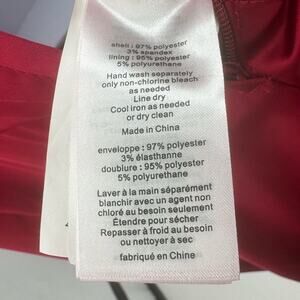 shell : 97% polyester
3% spandex
lining : 95% polyester
5% polyurethane
Hand wash separately
only non-chlorine bleach
as needed
Line dry
Cool iron as needed
or dry clean
Made in China
enveloppe : 97% polyester
3% élasthanne
doublure : 95% polyester
5% polyurethane
Laver à la main séparément
blanchir avec un agent non
chloré au besoin seulement
Étendre pour sécher
Repasser à froid au besoin
ou nettoyer à sec
fabriqué en Chine